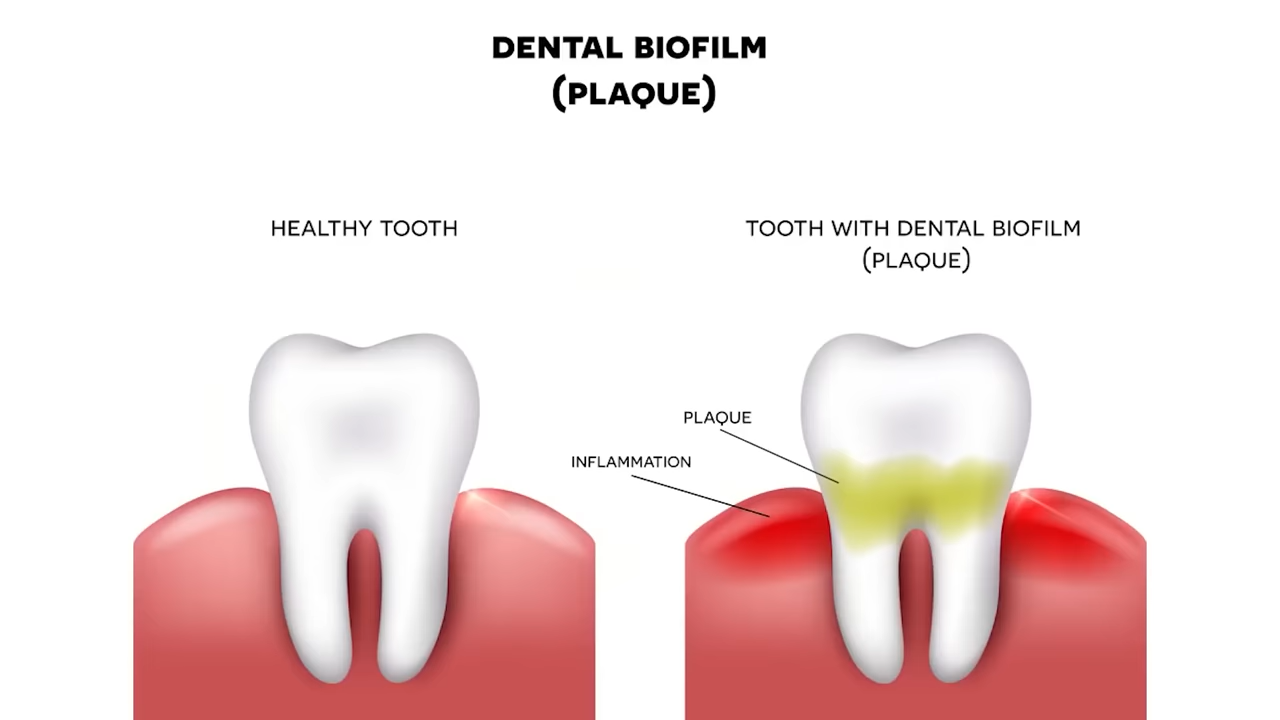 DENTAL BIOFILM
(PLAQUE)
HEALTHY TOOTH
TOOTH WITH DENTAL BIOFILM
(PLAQUE)
PLAQUE
INFLAMMATION